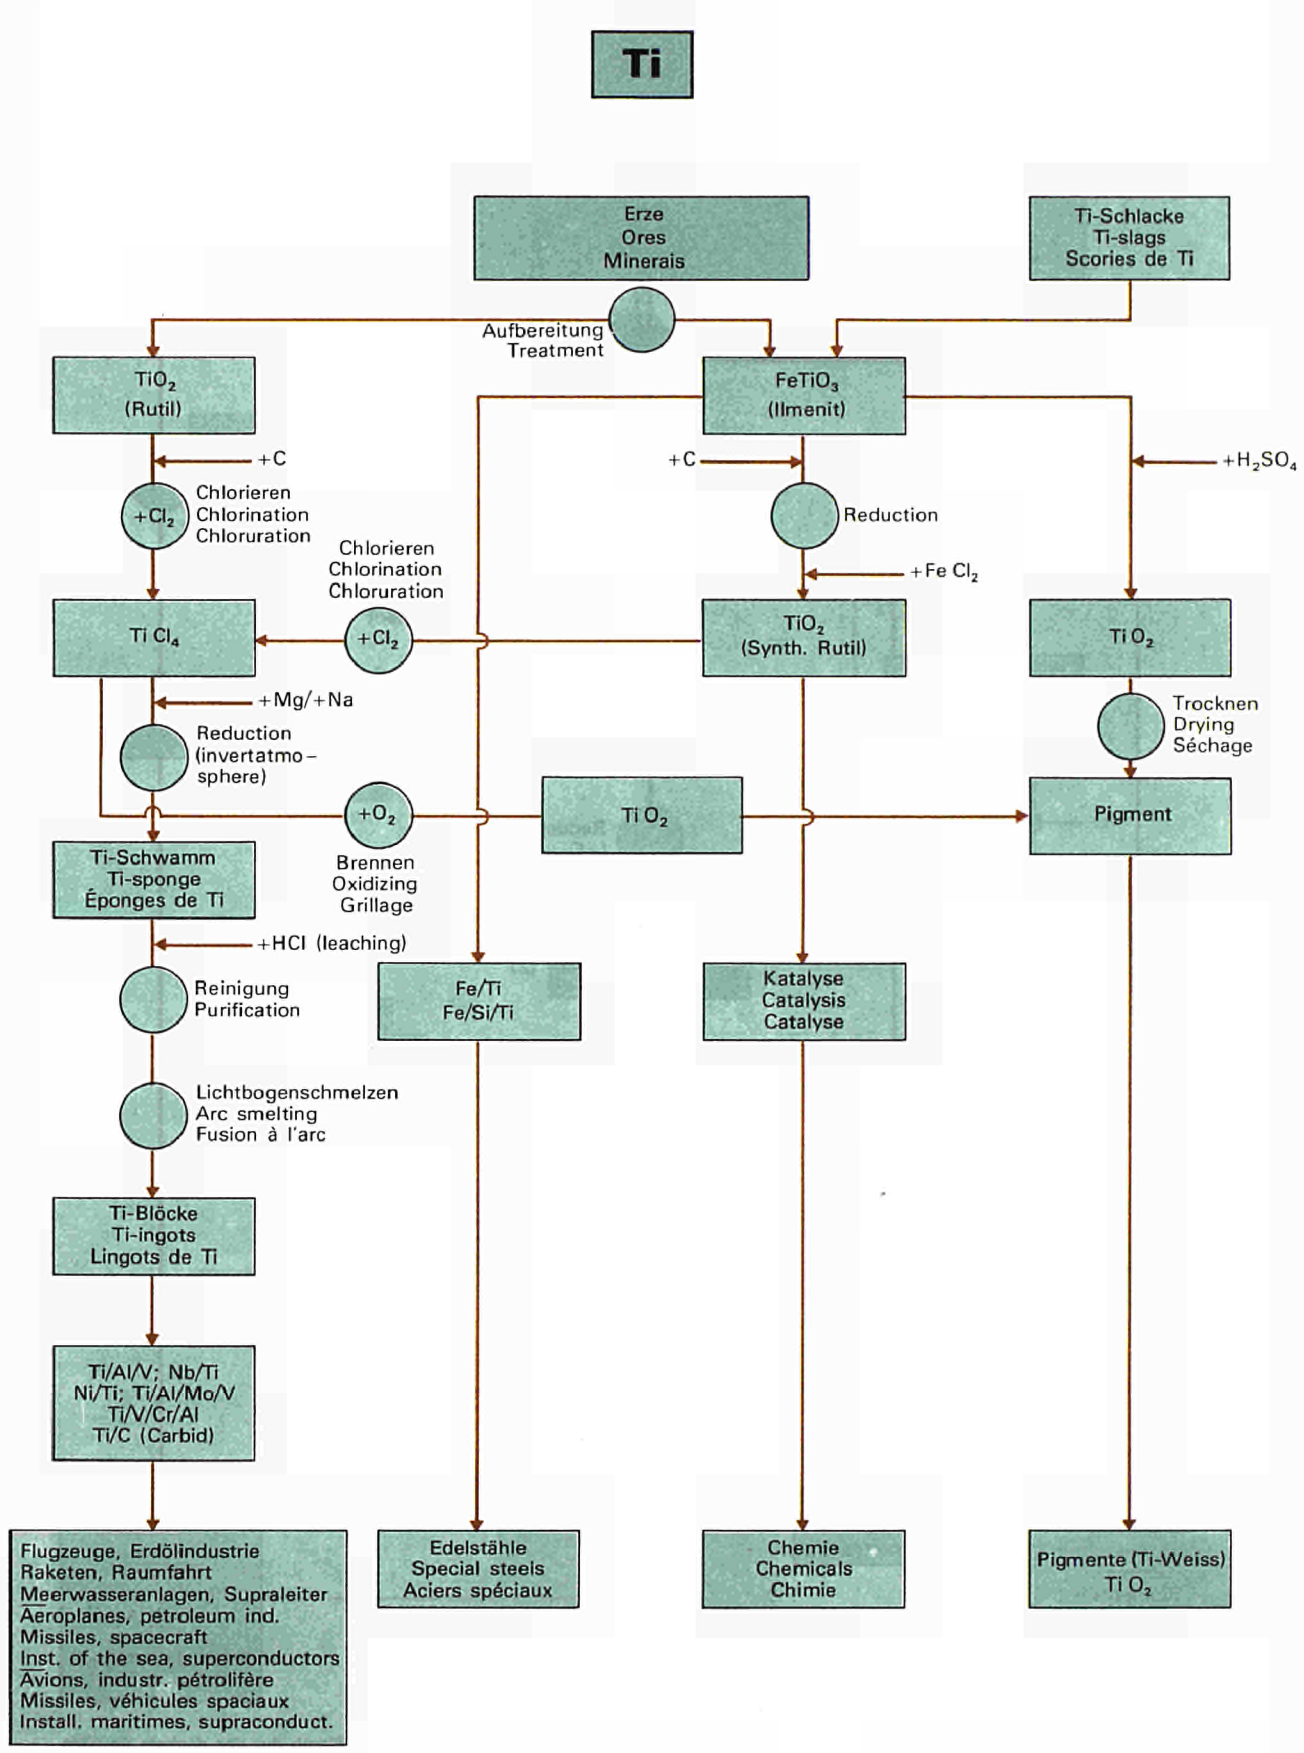 Ti
Erze
Ores
Minerais
Ti-Schlacke
Ti-slags
Scories de Ti
Aufbereitung
Treatment
TiO₂
(Rutil)
FeTiO₃
(Ilmenit)
+C
+C
+H₂SO₄
+Cl₂
Chlorieren
Chlorination
Chloruration
Reduction
Chlorieren
Chlorination
Chloruration
+Fe Cl₂
Ti Cl₄
+Cl₂
TiO₂
(Synth. Rutil)
Ti O₂
+Mg/+Na
Reduction
(invertatmo–
sphere)
Trocknen
Drying
Séchage
+O₂
Brennen
Oxidizing
Grillage
Ti O₂
Pigment
Ti-Schwamm
Ti-sponge
Éponges de Ti
+HCl (leaching)
Reinigung
Purification
Fe/Ti
Fe/Si/Ti
Katalyse
Catalysis
Catalyse
Lichtbogenschmelzen
Arc smelting
Fusion à l'arc
Ti-Blöcke
Ti-ingots
Lingots de Ti
Ti/Al/V; Nb/Ti
Ni/Ti; Ti/Al/Mo/V
Ti/V/Cr/Al
Ti/C (Carbid)
Flugzeuge, Erdölindustrie
Raketen, Raumfahrt
Meerwasseranlagen, Supraleiter
Aeroplanes, petroleum ind.
Missiles, spacecraft
Inst. of the sea, superconductors
Avions, industr. pétrolifère
Missiles, véhicules spaciaux
Install. maritimes, supraconduct.
Edelstähle
Special steels
Aciers spéciaux
Chemie
Chemicals
Chimie
Pigmente (Ti-Weiss)
Ti O₂